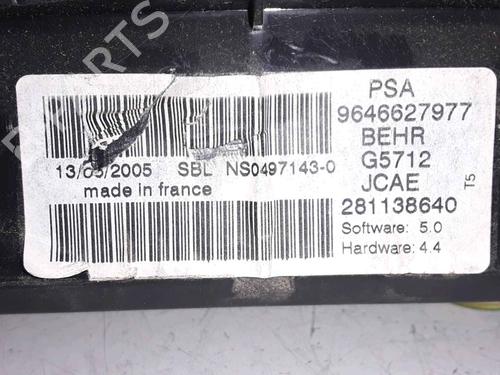 PARTS
PSA
9646627977
BEHR
G5712
JCAE
281138640
T5
Software: 5.0
Hardware: 4.4
13/05/2005 SBL NS0497143-0
made in france